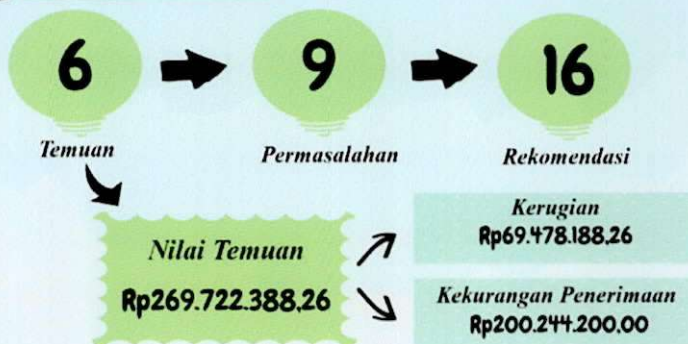 6
9
16
Temuan
Permasalahan
Rekomendasi
Nilai Temuan
Rp269.722.388,26
Kerugian
Rp69.478.188,26
Kekurangan Penerimaan
Rp200.244.200,00